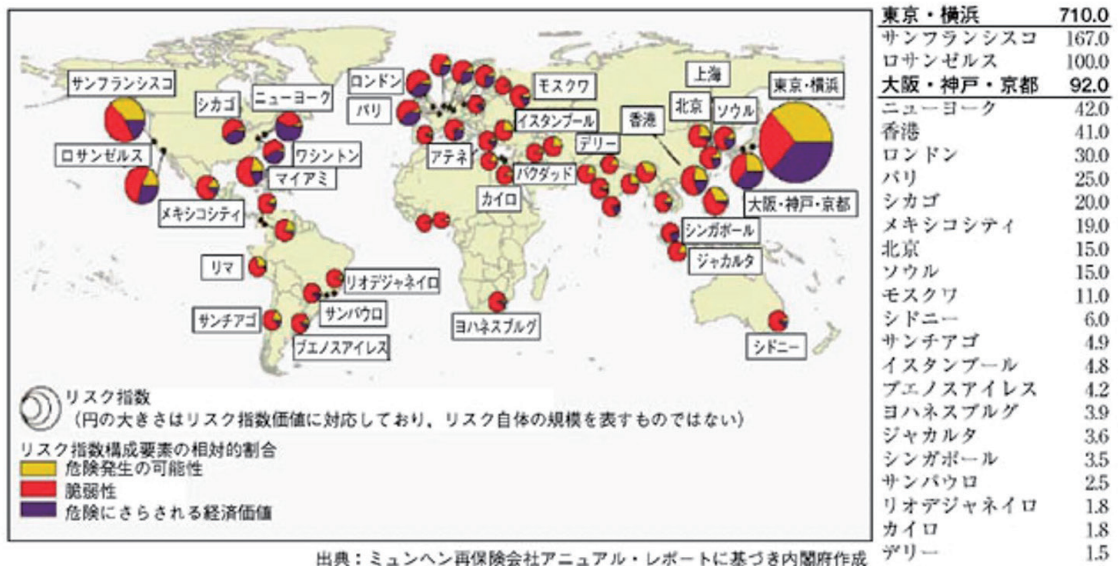 サンフランシスコ
シカゴ
ニューヨーク
ロンドン
パリ
モスクワ
上海
北京
ソウル
東京・横浜
香港
イスタンブール
デリー
ロサンゼルス
ワシントン
マイアミ
アテネ
バクダッド
カイロ
メキシコシティ
大阪・神戸・京都
シンガポール
ジャカルタ
リマ
リオデジャネイロ
サンパウロ
サンチアゴ
ブエノスアイレス
ヨハネスブルグ
シドニー
リスク指数
(円の大きさはリスク指数価値に対応しており，リスク自体の規模を表すものではない)
リスク指数構成要素の相対的割合
危険発生の可能性
脆弱性
危険にさらされる経済価値
出典：ミュンヘン再保険会社アニュアル・レポートに基づき内閣府作成
東京・横浜 710.0
サンフランシスコ 167.0
ロサンゼルス 100.0
大阪・神戸・京都 92.0
ニューヨーク 42.0
香港 41.0
ロンドン 30.0
パリ 25.0
シカゴ 20.0
メキシコシティ 19.0
北京 15.0
ソウル 15.0
モスクワ 11.0
シドニー 6.0
サンチアゴ 4.9
イスタンブール 4.8
ブエノスアイレス 4.2
ヨハネスブルグ 3.9
ジャカルタ 3.6
シンガポール 3.5
サンパウロ 2.5
リオデジャネイロ 1.8
カイロ 1.8
デリー 1.5